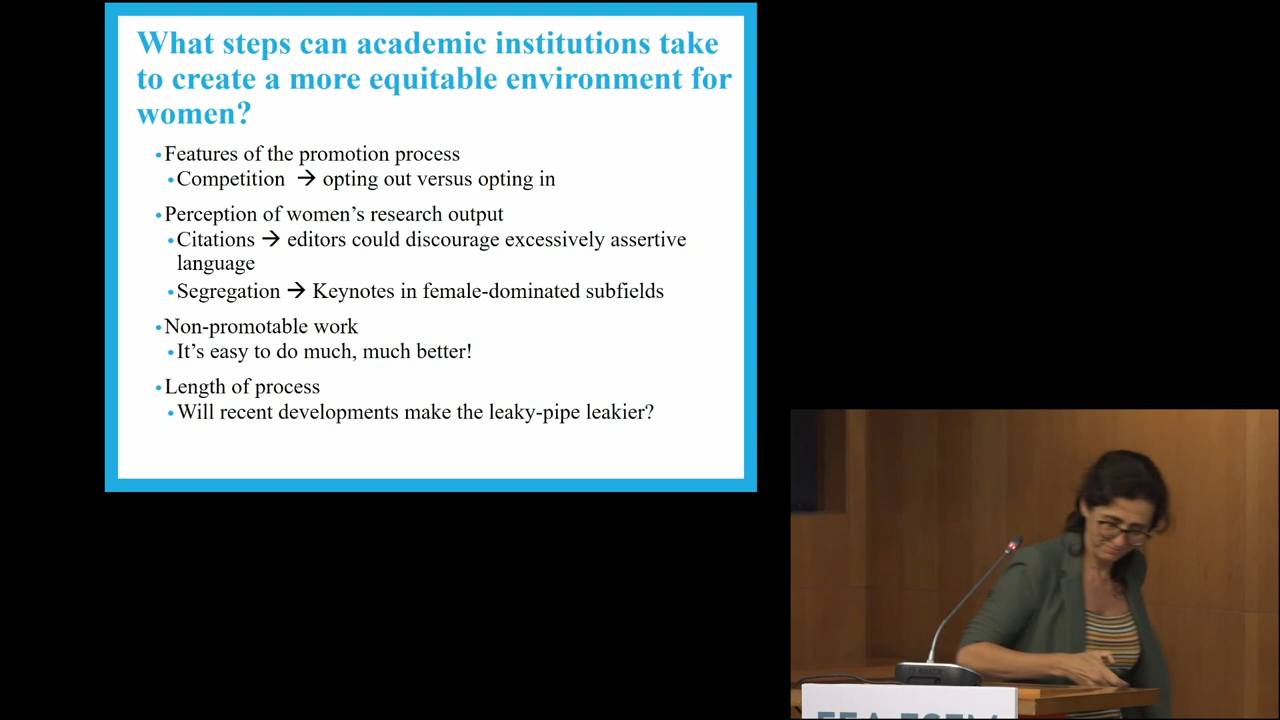 What steps can academic institutions take
to create a more equitable environment for
women?
•Features of the promotion process
•Competition → opting out versus opting in
•Perception of women's research output
•Citations → editors could discourage excessively assertive
language
•Segregation → Keynotes in female-dominated subfields
•Non-promotable work
•It's easy to do much, much better!
•Length of process
•Will recent developments make the leaky-pipe leakier?
EEA ESEM